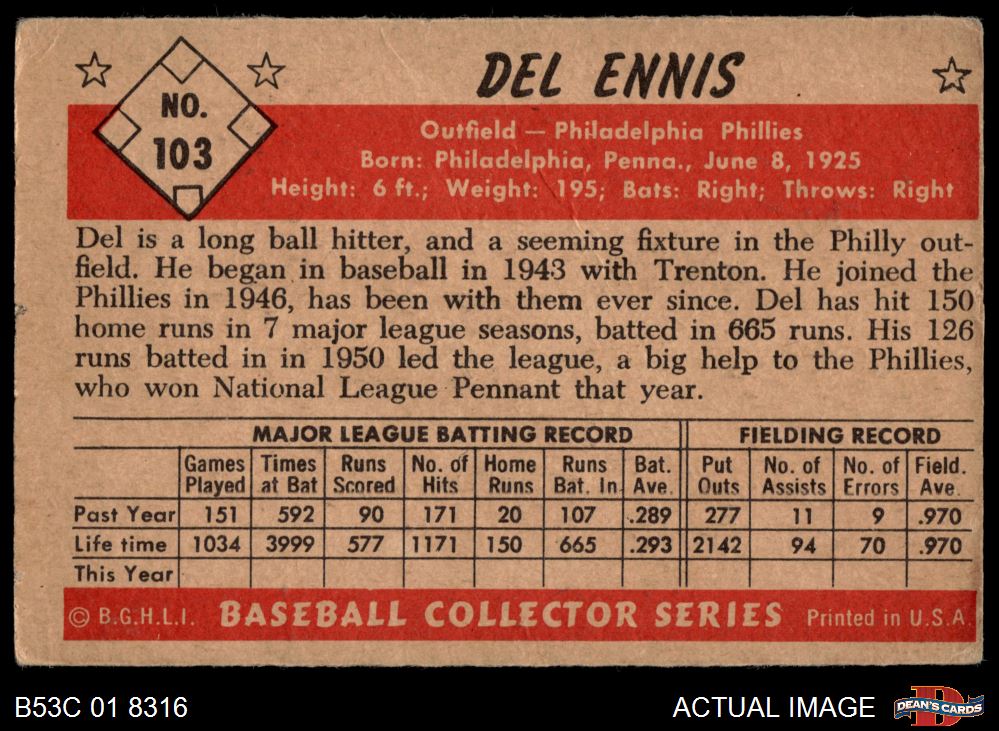 NO.
103
DEL ENNIS
Outfield — Philadelphia Phillies
Born: Philadelphia, Penna., June 8, 1925
Height: 6 ft.; Weight: 195; Bats: Right; Throws: Right
Del is a long ball hitter, and a seeming fixture in the Philly out-
field. He began in baseball in 1943 with Trenton. He joined the
Phillies in 1946, has been with them ever since. Del has hit 150
home runs in 7 major league seasons, batted in 665 runs. His 126
runs batted in in 1950 led the league, a big help to the Phillies,
who won National League Pennant that year.
MAJOR LEAGUE BATTING RECORD FIELDING RECORD
Games Times Runs No. of Home Runs Bat. Put No. of No. of Field.
Played at Bat Scored Hits Runs Bat. In Ave. Outs Assists Errors Ave.
Past Year 151 592 90 171 20 107 .289 277 11 9 .970
Life time 1034 3999 577 1171 150 665 .293 2142 94 70 .970
This Year
© B.G.H.L.I. BASEBALL COLLECTOR SERIES Printed in U.S.A.
B53C 01 8316 ACTUAL IMAGE DEAN'S CARDS